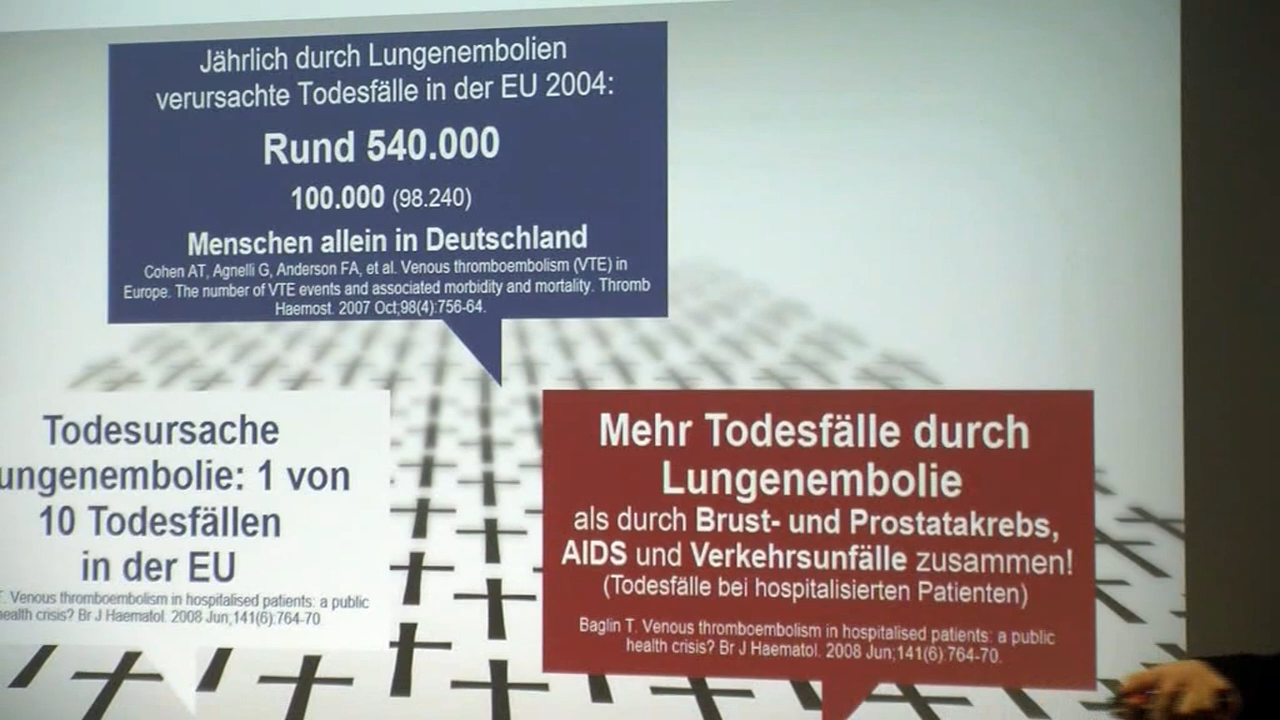 Jährlich durch Lungenembolien
verursachte Todesfälle in der EU 2004:
Rund 540.000
100.000 (98.240)
Menschen allein in Deutschland
Cohen AT, Agnelli G, Anderson FA, et al. Venous thromboembolism (VTE) in
Europe. The number of VTE events and associated morbidity and mortality. Thromb
Haemost. 2007 Oct;98(4):756-64.
Todesursache
ungenembolie: 1 von
10 Todesfällen
in der EU
T. Venous thromboembolism in hospitalised patients: a public
health crisis? Br J Haematol. 2008 Jun;141(6):764-70.
Mehr Todesfälle durch
Lungenembolie
als durch Brust- und Prostatakrebs,
AIDS und Verkehrsunfälle zusammen!
(Todesfälle bei hospitalisierten Patienten)
Baglin T. Venous thromboembolism in hospitalised patients: a public
health crisis? Br J Haematol. 2008 Jun;141(6):764-70.